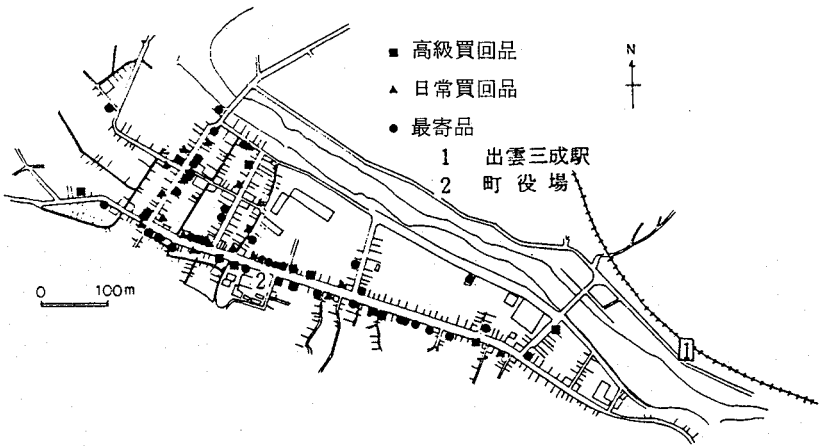 ■ 高級買回品
▲ 日常買回品
● 最寄品
1 出雲三成駅
2 町役場
N
0 100m
2
1